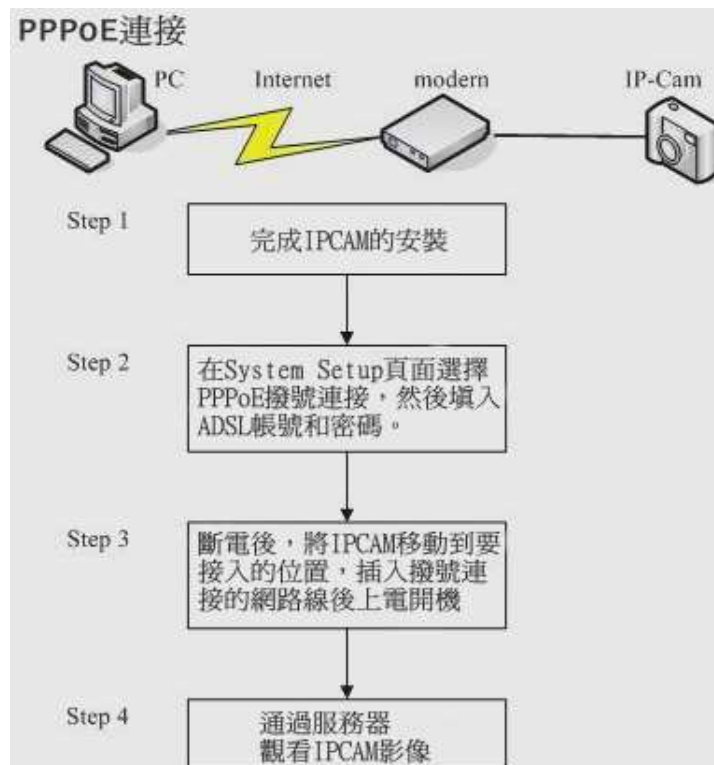 PPPoE連接
PC
Internet
modern
IP-Cam
Step 1
完成IPCAM的安裝
Step 2
在System Setup頁面選擇
PPPoE撥號連接，然後填入
ADSL帳號和密碼。
Step 3
斷電後，將IPCAM移動到要
接入的位置，插入撥號連
接的網路線後上電開機
Step 4
通過服務器
觀看IPCAM影像